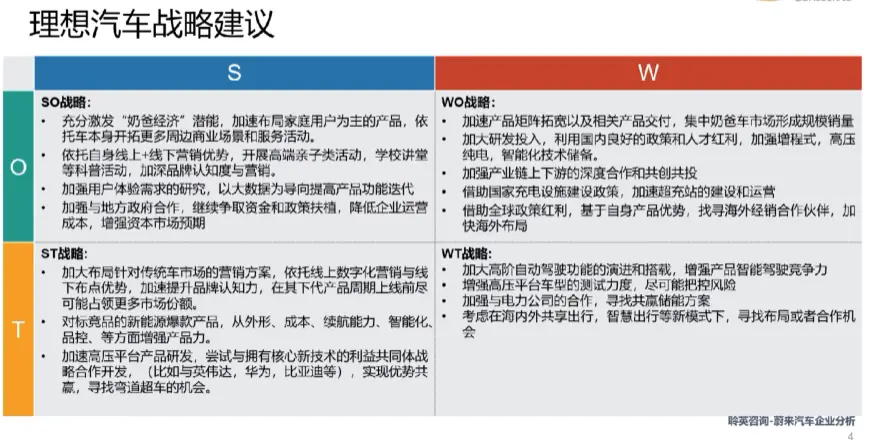 理想汽车战略建议
S
W
O
SO战略：
• 充分激发“奶爸经济”潜能，加速布局家庭用户为主的产品，依
托车本身开拓更多周边商业场景和服务活动。
• 依托自身线上+线下营销优势，开展高端亲子类活动，学校讲堂
等科普活动，加深品牌认知度与营销。
• 加强用户体验需求的研究，以大数据为导向提高产品功能迭代
• 加强与地方政府合作，继续争取资金和政策扶植，降低企业运营
成本，增强资本市场预期
WO战略：
• 加速产品矩阵拓宽以及相关产品交付，集中奶爸车市场形成规模销量
• 加大研发投入，利用国内良好的政策和人才红利，加强增程式，高压
纯电，智能化技术储备。
• 加强产业链上下游的深度合作和共创共投
• 借助国家充电设施建设政策，加速超充站的建设和运营
• 借助全球政策红利，基于自身产品优势，找寻海外经销合作伙伴，加
快海外布局
T
ST战略：
• 加大布局针对传统车市场的营销方案，依托线上数字化营销与线
下布点优势，加速提升品牌认知力，在其下代产品周期上线前尽
可能占领更多市场份额。
• 对标竞品的新能源爆款产品，从外形、成本、续航能力、智能化、
品控、等方面增强产品力。
• 加速高压平台产品研发，尝试与拥有核心新技术的利益共同体战
略合作开发，（比如与英伟达，华为，比亚迪等），实现优势共
赢，寻找弯道超车的机会。
WT战略：
• 加大高阶自动驾驶功能的演进和搭载，增强产品智能驾驶竞争力
• 增强高压平台车型的测试力度，尽可能把控风险
• 加强与电力公司的合作，寻找共赢储能方案
• 考虑在海内外共享出行，智慧出行等新模式下，寻找布局或者合作机
会
聆英咨询-蔚来汽车企业分析
4